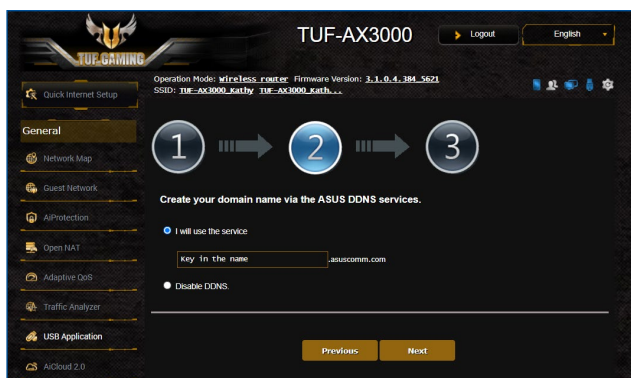 TUF GAMING
TUF-AX3000
Logout
English
Operation Mode: Wireless router Firmware Version: 3.1.0.4.384_5621
SSID: TUF-AX3000_Kathy TUF-AX3000_Kath...
Quick Internet Setup
General
Network Map
Guest Network
AiProtection
Open NAT
Adaptive QoS
Traffic Analyzer
USB Application
AiCloud 2.0
1
2
3
Create your domain name via the ASUS DDNS services.
I will use the service
Key in the name .asuscomm.com
Disable DDNS.
Previous Next